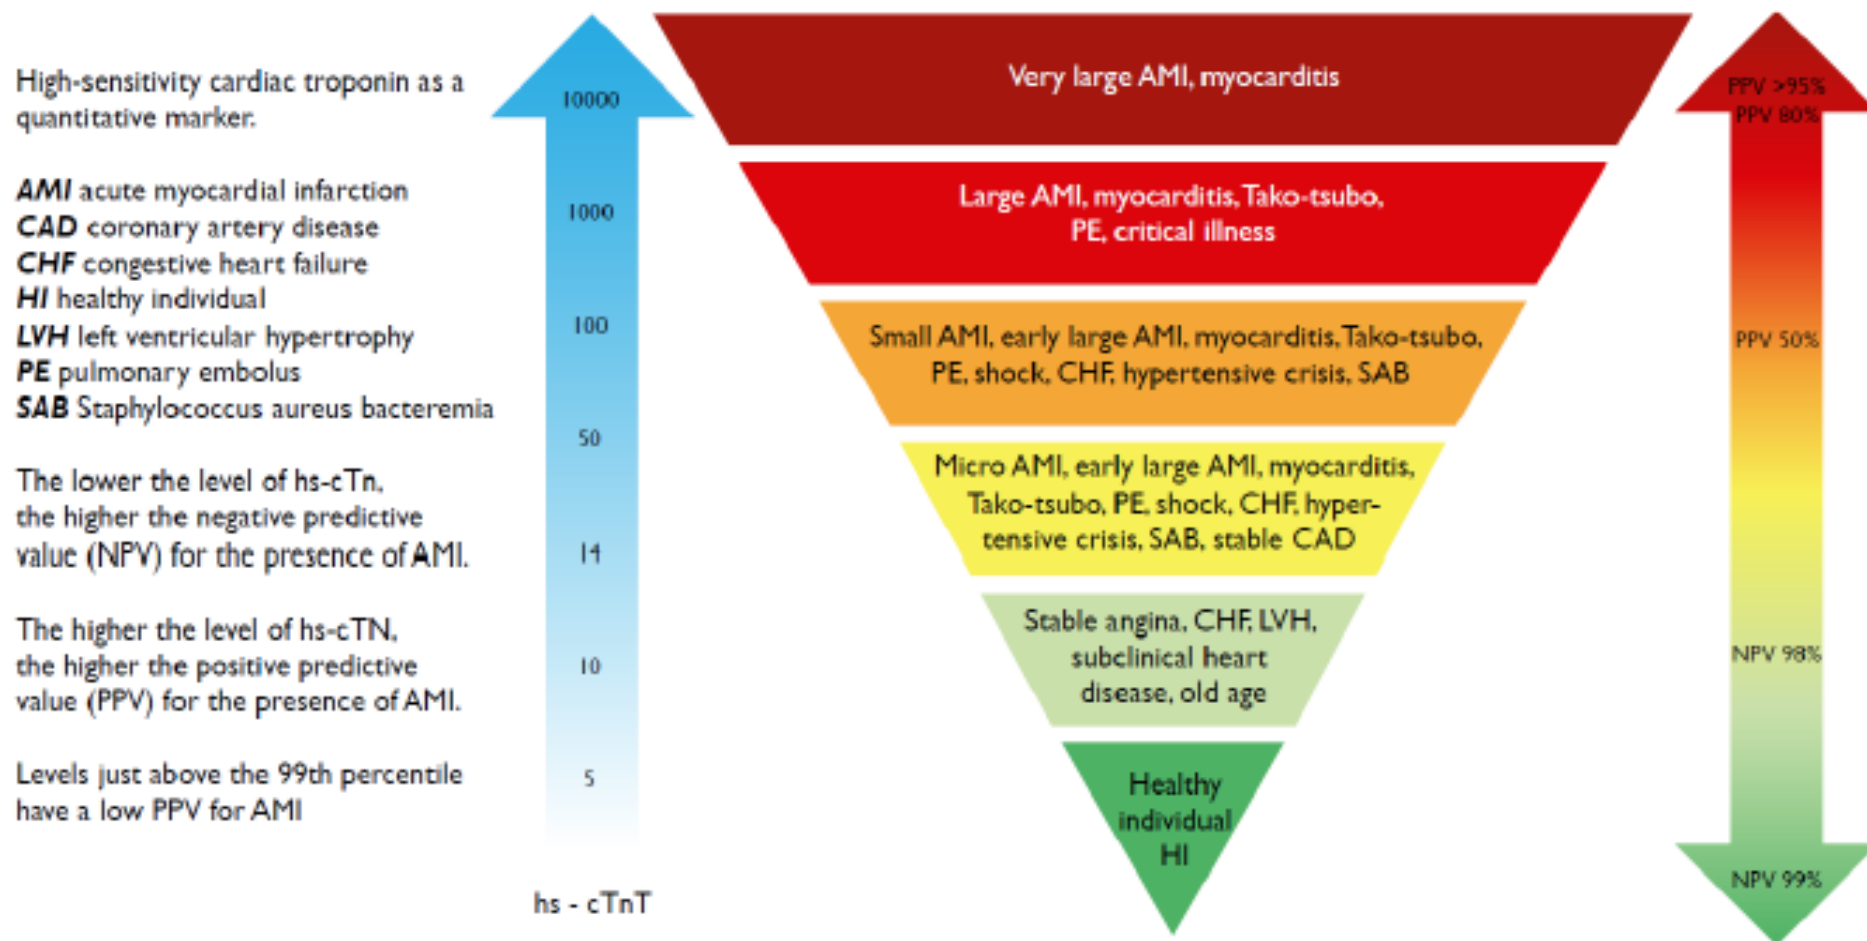 High-sensitivity cardiac troponin as a
quantitative marker.
AMI acute myocardial infarction
CAD coronary artery disease
CHF congestive heart failure
HI healthy individual
LVH left ventricular hypertrophy
PE pulmonary embolus
SAB Staphylococcus aureus bacteremia
The lower the level of hs-cTn,
the higher the negative predictive
value (NPV) for the presence of AMI.
The higher the level of hs-cTN,
the higher the positive predictive
value (PPV) for the presence of AMI.
Levels just above the 99th percentile
have a low PPV for AMI
10000
1000
100
50
14
10
5
hs - cTnT
Very large AMI, myocarditis
Large AMI, myocarditis, Tako-tsubo,
PE, critical illness
Small AMI, early large AMI, myocarditis, Tako-tsubo,
PE, shock, CHF, hypertensive crisis, SAB
Micro AMI, early large AMI, myocarditis,
Tako-tsubo, PE, shock, CHF, hyper-
tensive crisis, SAB, stable CAD
Stable angina, CHF, LVH,
subclinical heart
disease, old age
Healthy
individual
HI
PPV >95%
PPV 80%
PPV 50%
NPV 98%
NPV 99%